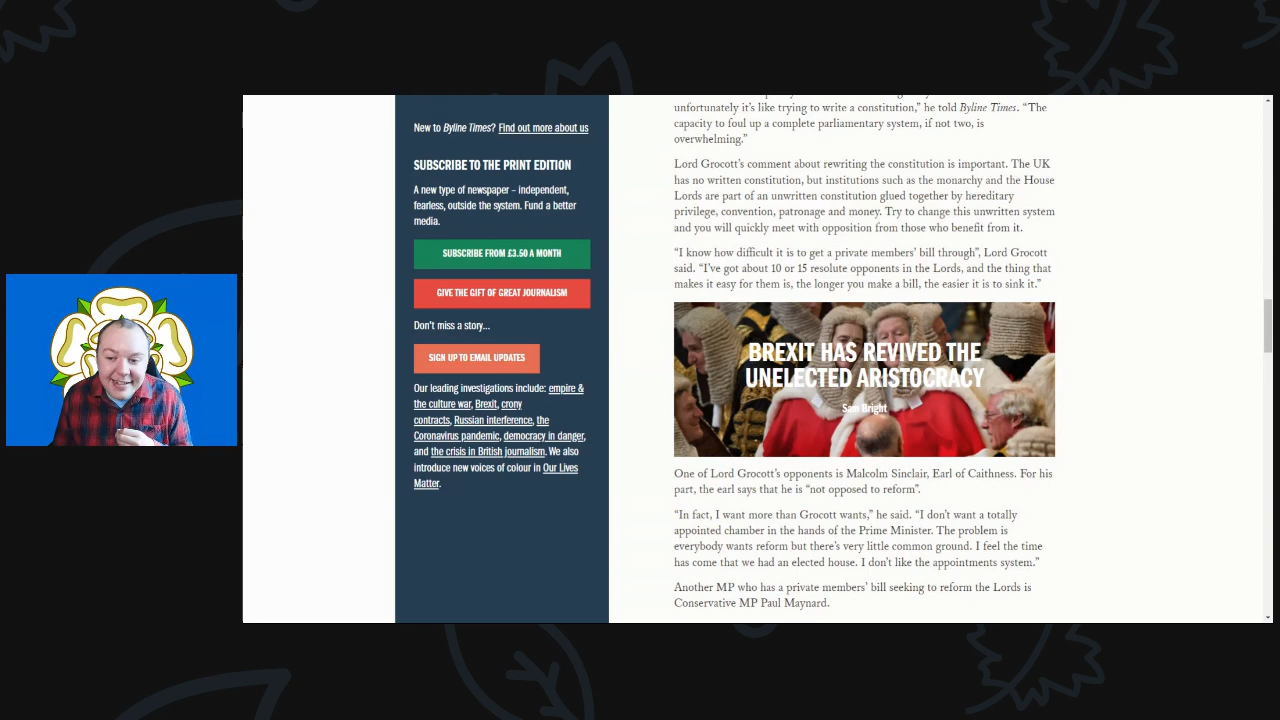 New to Byline Times? Find out more about us
SUBSCRIBE TO THE PRINT EDITION
A new type of newspaper – independent,
fearless, outside the system. Fund a better
media.
SUBSCRIBE FROM £3.50 A MONTH
GIVE THE GIFT OF GREAT JOURNALISM
Don't miss a story...
SIGN UP TO EMAIL UPDATES
Our leading investigations include: empire &
the culture war, Brexit, crony
contracts, Russian interference, the
Coronavirus pandemic, democracy in danger,
and the crisis in British journalism. We also
introduce new voices of colour in Our Lives
Matter.
unfortunately it’s like trying to write a constitution,” he told Byline Times. “The
capacity to foul up a complete parliamentary system, if not two, is
overwhelming.”
Lord Grocott’s comment about rewriting the constitution is important. The UK
has no written constitution, but institutions such as the monarchy and the House
Lords are part of an unwritten constitution glued together by hereditary
privilege, convention, patronage and money. Try to change this unwritten system
and you will quickly meet with opposition from those who benefit from it.
“I know how difficult it is to get a private members’ bill through”, Lord Grocott
said. “I’ve got about 10 or 15 resolute opponents in the Lords, and the thing that
makes it easy for them is, the longer you make a bill, the easier it is to sink it.”
BREXIT HAS REVIVED THE
UNELECTED ARISTOCRACY
Sam Bright
One of Lord Grocott’s opponents is Malcolm Sinclair, Earl of Caithness. For his
part, the earl says that he is “not opposed to reform”.
“In fact, I want more than Grocott wants,” he said. “I don’t want a totally
appointed chamber in the hands of the Prime Minister. The problem is
everybody wants reform but there’s very little common ground. I feel the time
has come that we had an elected house. I don’t like the appointments system.”
Another MP who has a private members’ bill seeking to reform the Lords is
Conservative MP Paul Maynard.